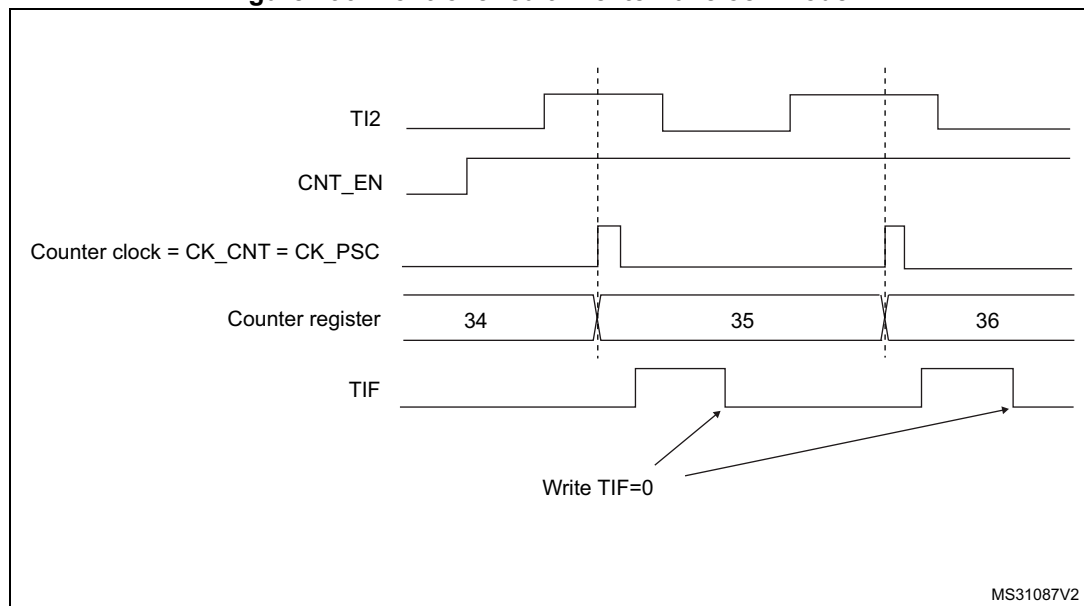 TI2
CNT_EN
Counter clock = CK_CNT = CK_PSC
Counter register
34
35
36
TIF
Write TIF=0
MS31087V2